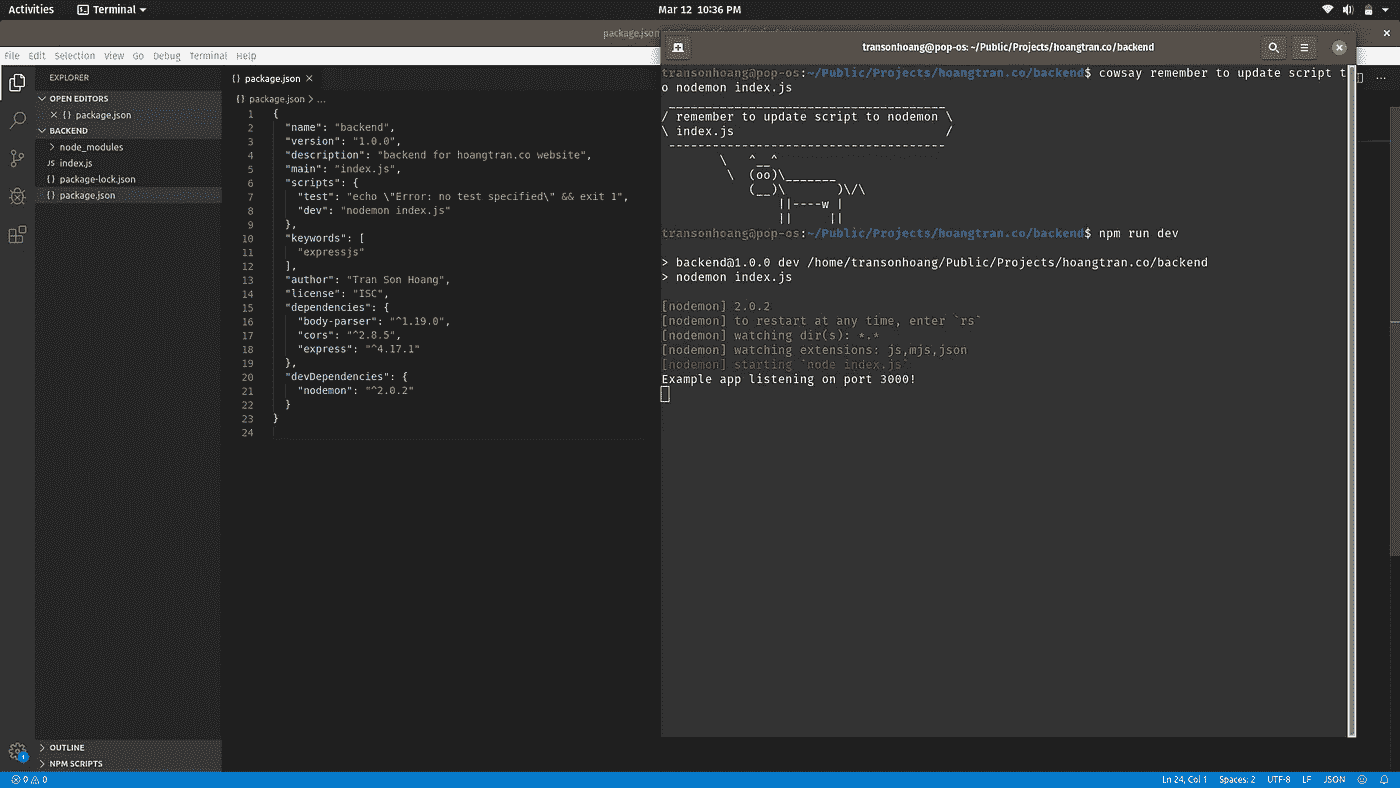 Activities Terminal Mar 12 10:36 PM
package.json
File Edit Selection View Go Debug Terminal Help
EXPLORER
OPEN EDITORS
{} package.json
BACKEND
node_modules
JS index.js
{} package-lock.json
{} package.json
OUTLINE
NPM SCRIPTS
{} package.json
{} package.json > ...
1 {
2 "name": "backend",
3 "version": "1.0.0",
4 "description": "backend for hoangtran.co website",
5 "main": "index.js",
6 "scripts": {
7 "test": "echo \"Error: no test specified\" && exit 1",
8 "dev": "nodemon index.js"
9 },
10 "keywords": [
11 "expressjs"
12 ],
13 "author": "Tran Son Hoang",
14 "license": "ISC",
15 "dependencies": {
16 "body-parser": "^1.19.0",
17 "cors": "^2.8.5",
18 "express": "^4.17.1"
19 },
20 "devDependencies": {
21 "nodemon": "^2.0.2"
22 }
23 }
24
transonhoang@pop-os: ~/Public/Projects/hoangtran.co/backend
transonhoang@pop-os:~/Public/Projects/hoangtran.co/backend$ cowsay remember to update script t
o nodemon index.js
 ______________________________________
/ remember to update script to nodemon \
\ index.js                             /
 --------------------------------------
        \   ^__^
         \  (oo)\_______
            (__)\       )\/\
                ||----w |
                ||     ||
transonhoang@pop-os:~/Public/Projects/hoangtran.co/backend$ npm run dev
> backend@1.0.0 dev /home/transonhoang/Public/Projects/hoangtran.co/backend
> nodemon index.js
[nodemon] 2.0.2
[nodemon] to restart at any time, enter `rs`
[nodemon] watching dir(s): *.*
[nodemon] watching extensions: js,mjs,json
[nodemon] starting `node index.js`
Example app listening on port 3000!
1
0 0 Ln 24, Col 1 Spaces: 2 UTF-8 LF JSON